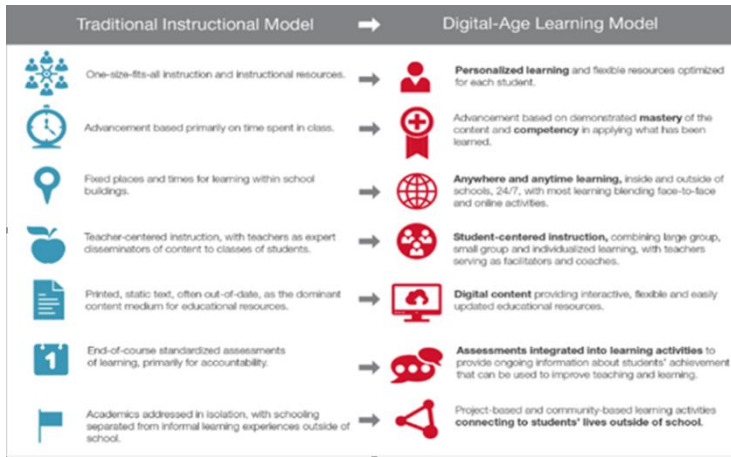 Traditional Instructional Model
Digital-Age Learning Model
One-size-fits-all instruction and instructional resources.
Personalized learning and flexible resources optimized
for each student.
Advancement based primarily on time spent in class.
Advancement based on demonstrated mastery of the
content and competency in applying what has been
learned.
Fixed places and times for learning within school
buildings.
Anywhere and anytime learning, inside and outside of
schools, 24/7, with most learning blending face-to-face
and online activities.
Teacher-centered instruction, with teachers as expert
disseminators of content to classes of students.
Student-centered instruction, combining large group,
small group and individualized learning, with teachers
serving as facilitators and coaches.
Printed, static text, often out-of-date, as the dominant
content medium for educational resources.
Digital content providing interactive, flexible and easily
updated educational resources.
1
End-of-course standardized assessments
of learning, primarily for accountability.
Assessments integrated into learning activities to
provide ongoing information about students' achievement
that can be used to improve teaching and learning.
Academics addressed in isolation, with schooling
separated from informal learning experiences outside of
school.
Project-based and community-based learning activities
connecting to students' lives outside of school.